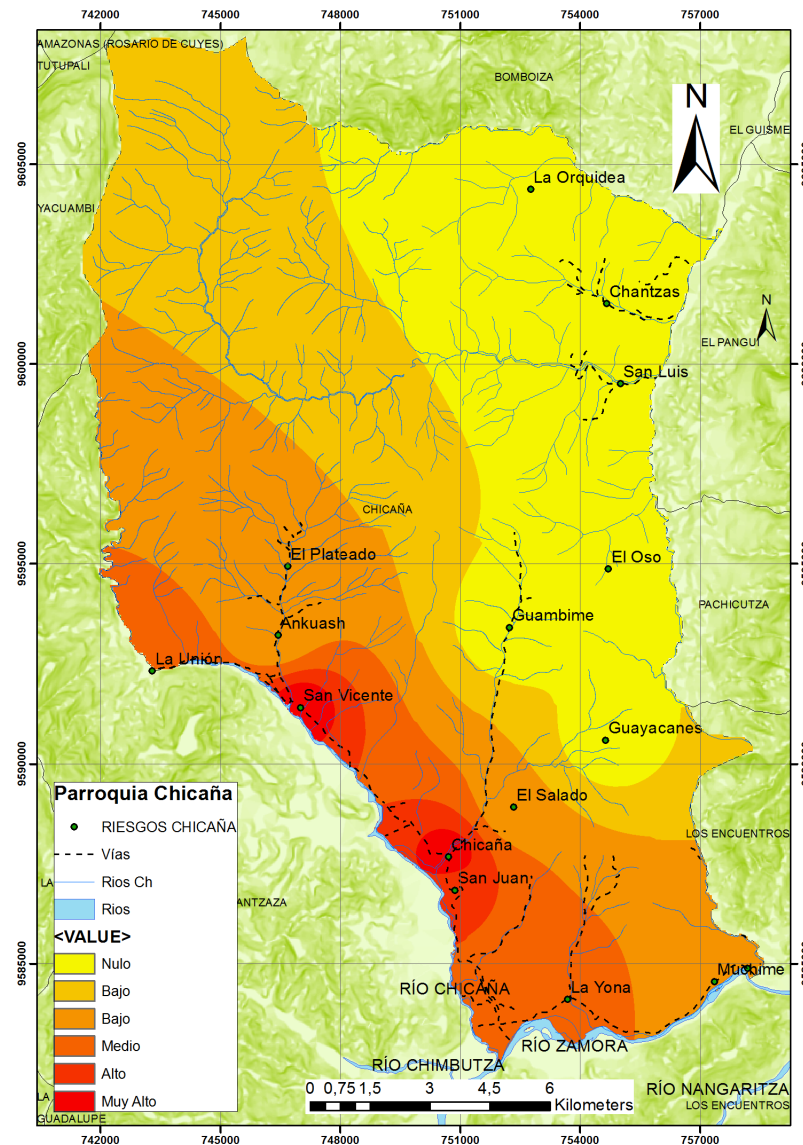 742000 745000 748000 751000 754000 757000
AMAZONAS (ROSARIO DE CUYES)
TUTUPALI
BOMBOIZA
N
EL GUISME
9605000
La Orquidea
YACUAMBI
Chantzas
N
EL PANGUI
9600000
San Luis
CHICAÑA
El Plateado
El Oso
9595000
PACHICUTZA
Guambime
Ankuash
La Unión
San Vicente
Guayacanes
9590000
El Salado
LOS ENCUENTROS
Chicaña
San Juan
Parroquia Chicaña
RIESGOS CHICAÑA
Vías
Rios Ch
Rios
<VALUE>
Nulo
Bajo
Bajo
Medio
Alto
Muy Alto
LA
ANTZAZA
9585000
Muchime
RÍO CHICAÑA
La Yona
RÍO ZAMORA
RÍO CHIMBUTZA
RÍO NANGARITZA
LOS ENCUENTROS
0 0,75 1,5 3 4,5 6
Kilometers
LA
GUADALUPE
742000 745000 748000 751000 754000 757000